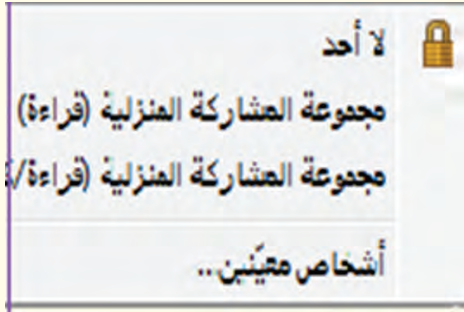 لا أحد
مجموعة المشاركة المنزلية (قراءة)
مجموعة المشاركة المنزلية (قراءة/
أشخاص معيّنين...